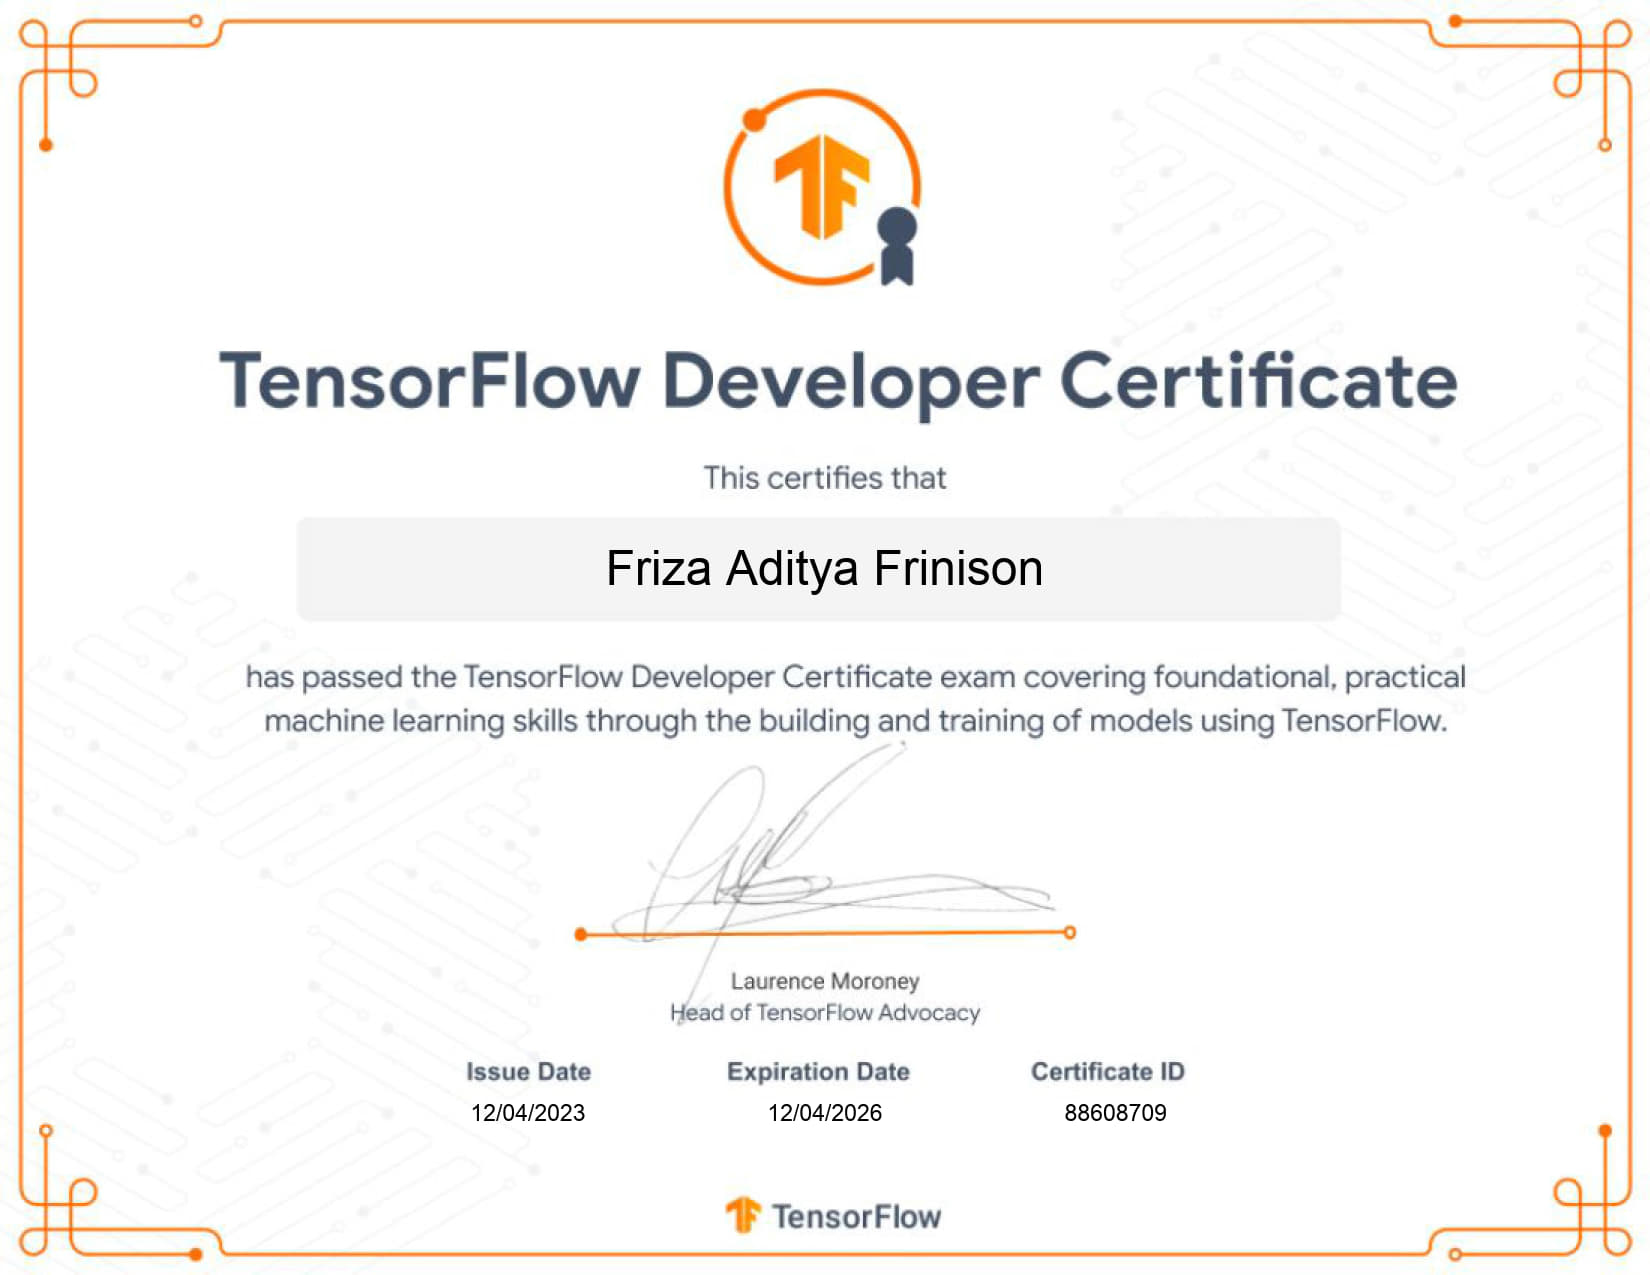 TensorFlow Developer Certificate
This certifies that
Friza Aditya Frinison
has passed the TensorFlow Developer Certificate exam covering foundational, practical
machine learning skills through the building and training of models using TensorFlow.
Laurence Moroney
Head of TensorFlow Advocacy
Issue Date Expiration Date Certificate ID
12/04/2023 12/04/2026 88608709
TensorFlow